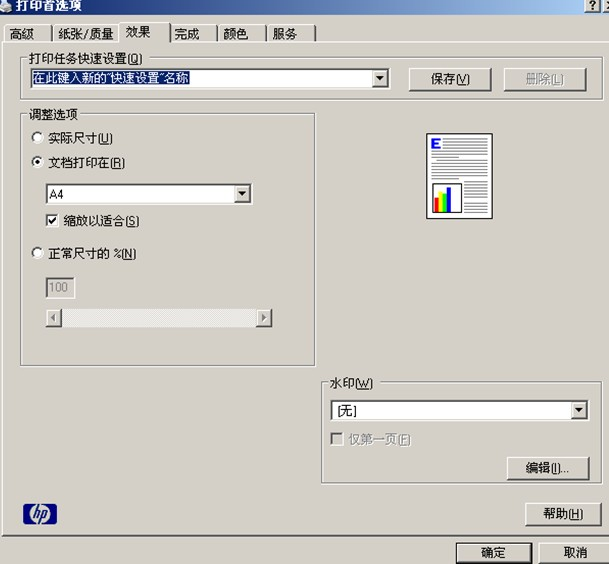 打印首选项
高级 纸张/质量 效果 完成 颜色 服务
打印任务快速设置(Q)
在此键入新的"快速设置"名称
保存(V) 删除(L)
调整选项
实际尺寸(U)
文档打印在(R)
A4
缩放以适合(S)
正常尺寸的 %(N)
100
E
水印(W)
[无]
仅第一页(F)
编辑(I)...
hp
帮助(H)
确定 取消